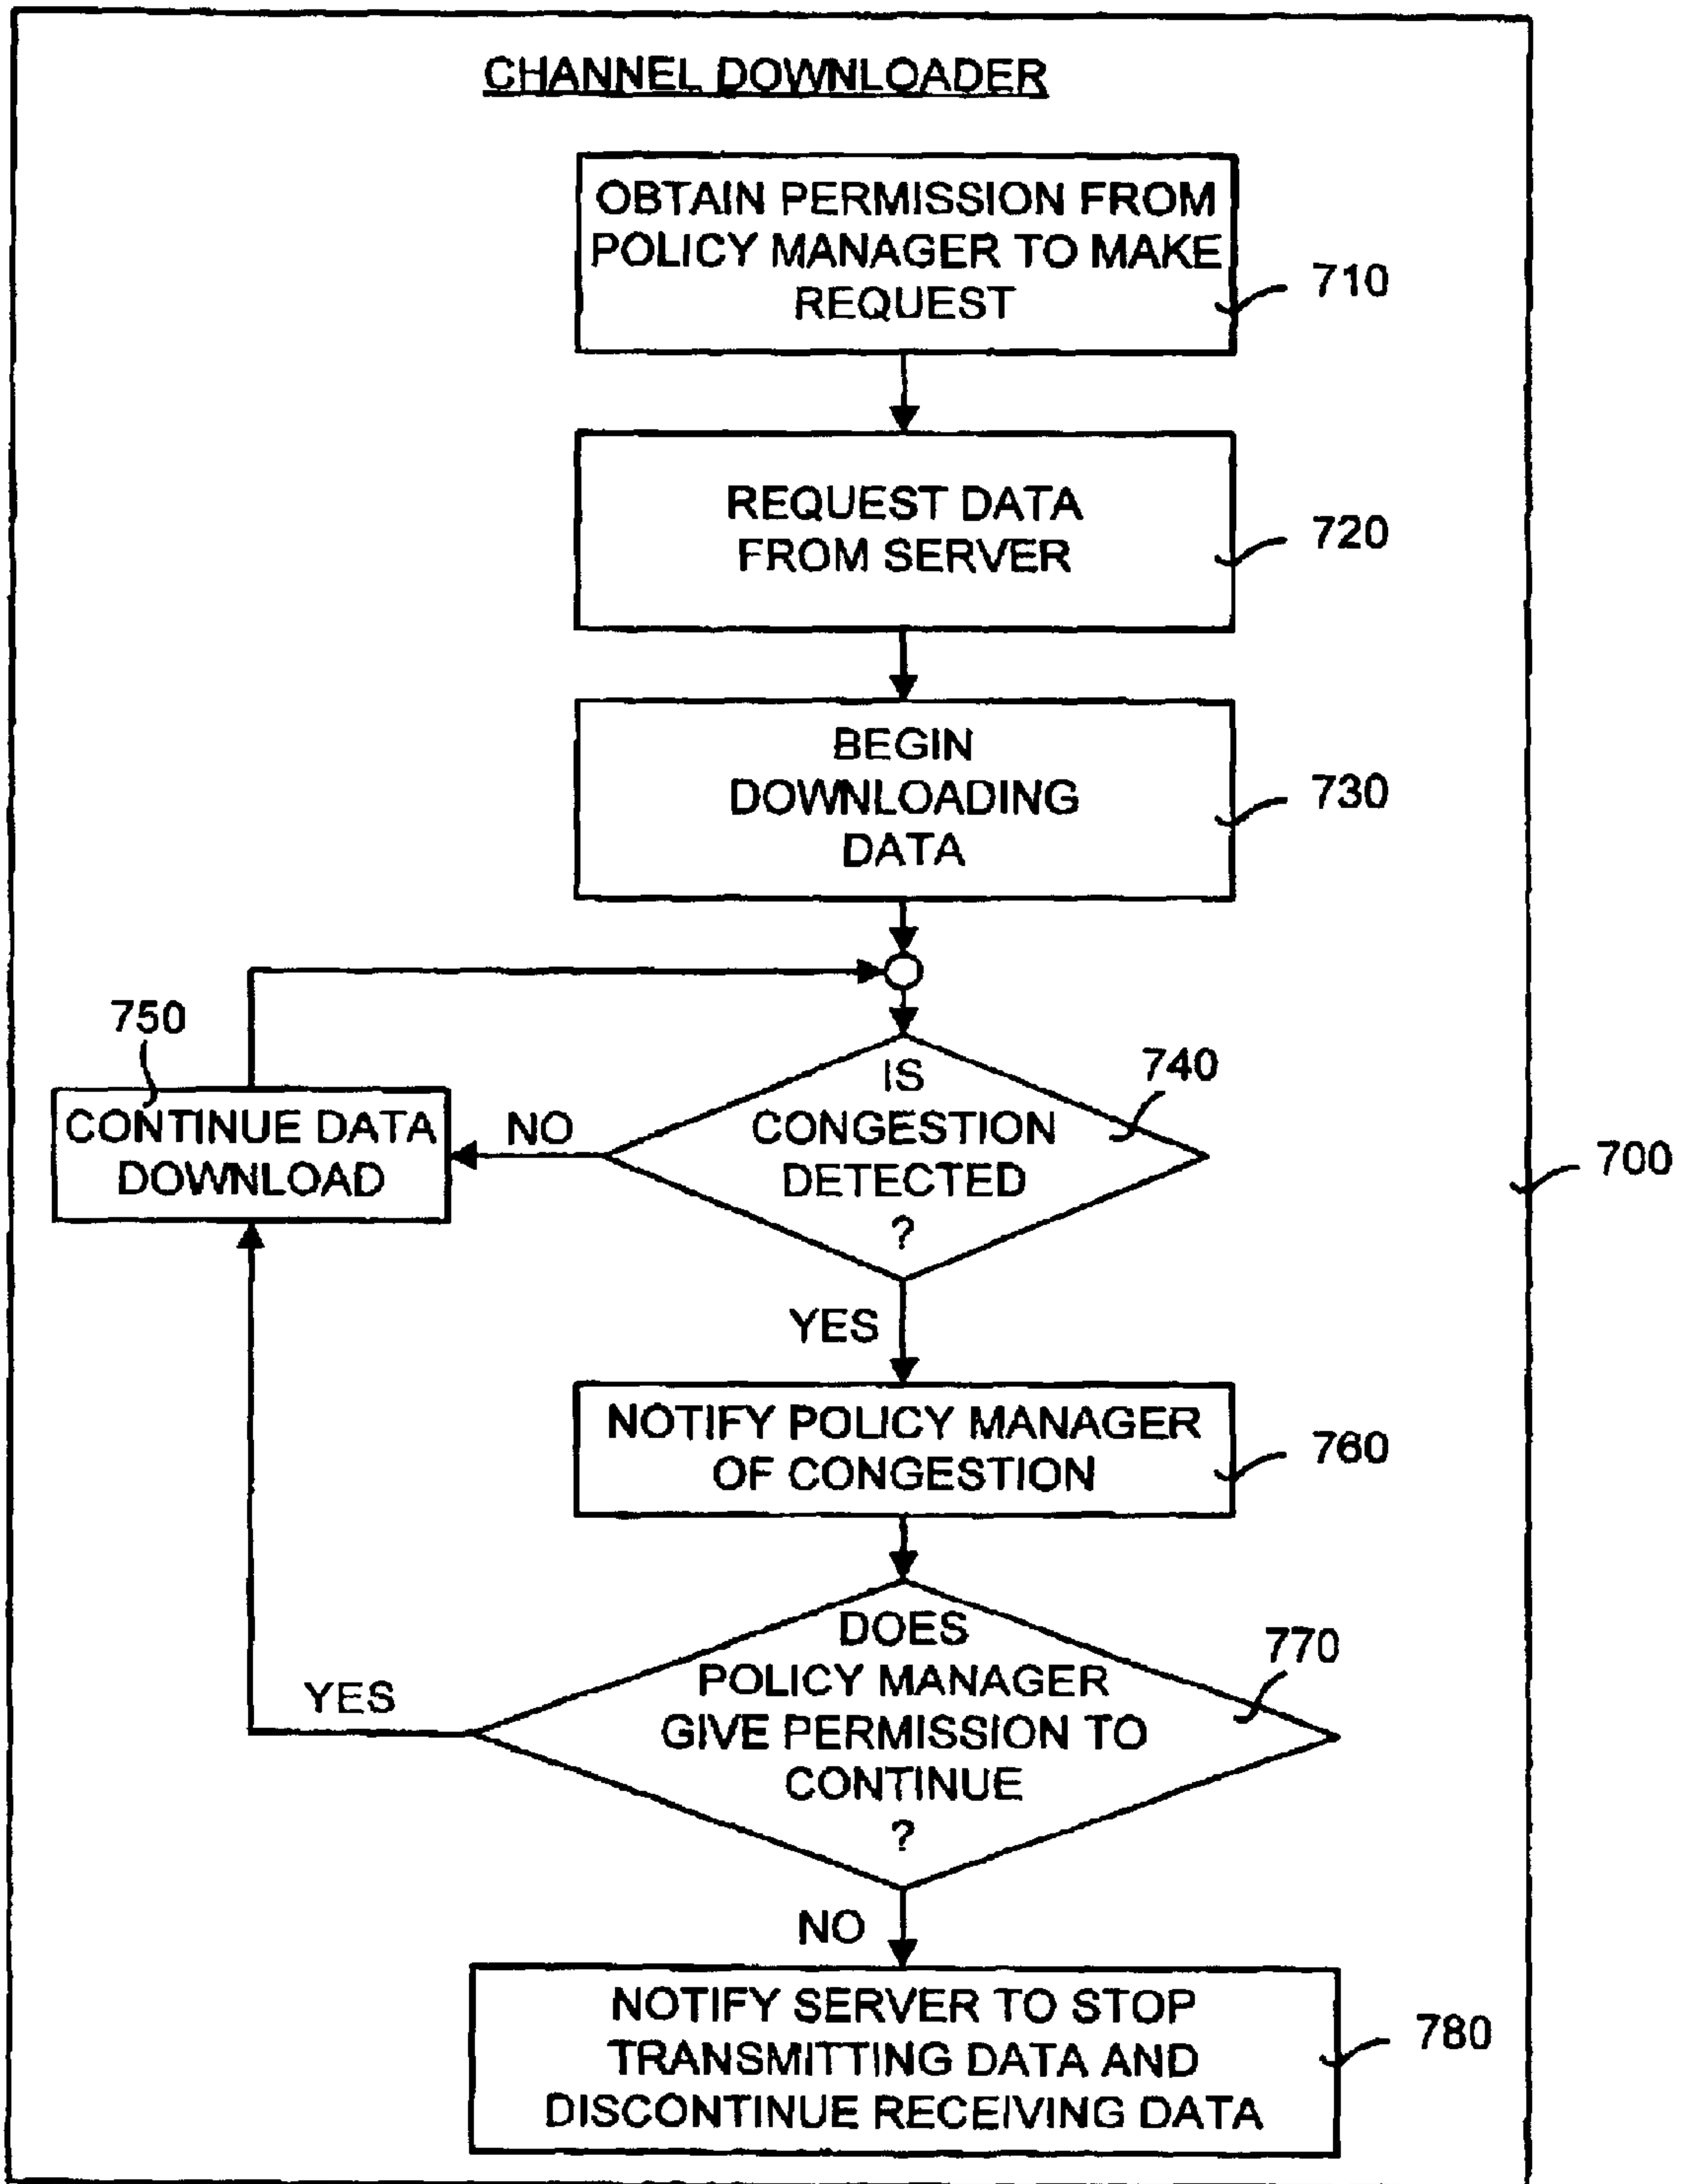 CHANNEL DOWNLOADER
OBTAIN PERMISSION FROM
POLICY MANAGER TO MAKE
REQUEST
710
REQUEST DATA
FROM SERVER
720
BEGIN
DOWNLOADING
DATA
730
750
CONTINUE DATA
DOWNLOAD
NO
IS
CONGESTION
DETECTED
?
740
700
YES
NOTIFY POLICY MANAGER
OF CONGESTION
760
DOES
POLICY MANAGER
GIVE PERMISSION TO
CONTINUE
?
770
YES
NO
NOTIFY SERVER TO STOP
TRANSMITTING DATA AND
DISCONTINUE RECEIVING DATA
780